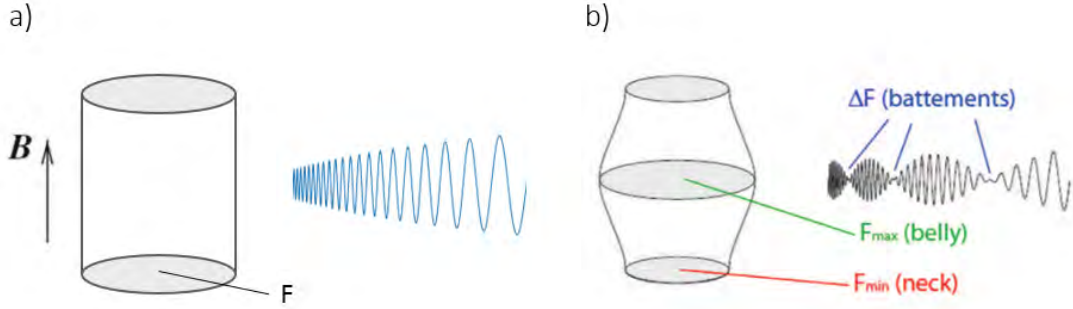 a)
B
F
b)
ΔF (battements)
Fmax (belly)
Fmin (neck)